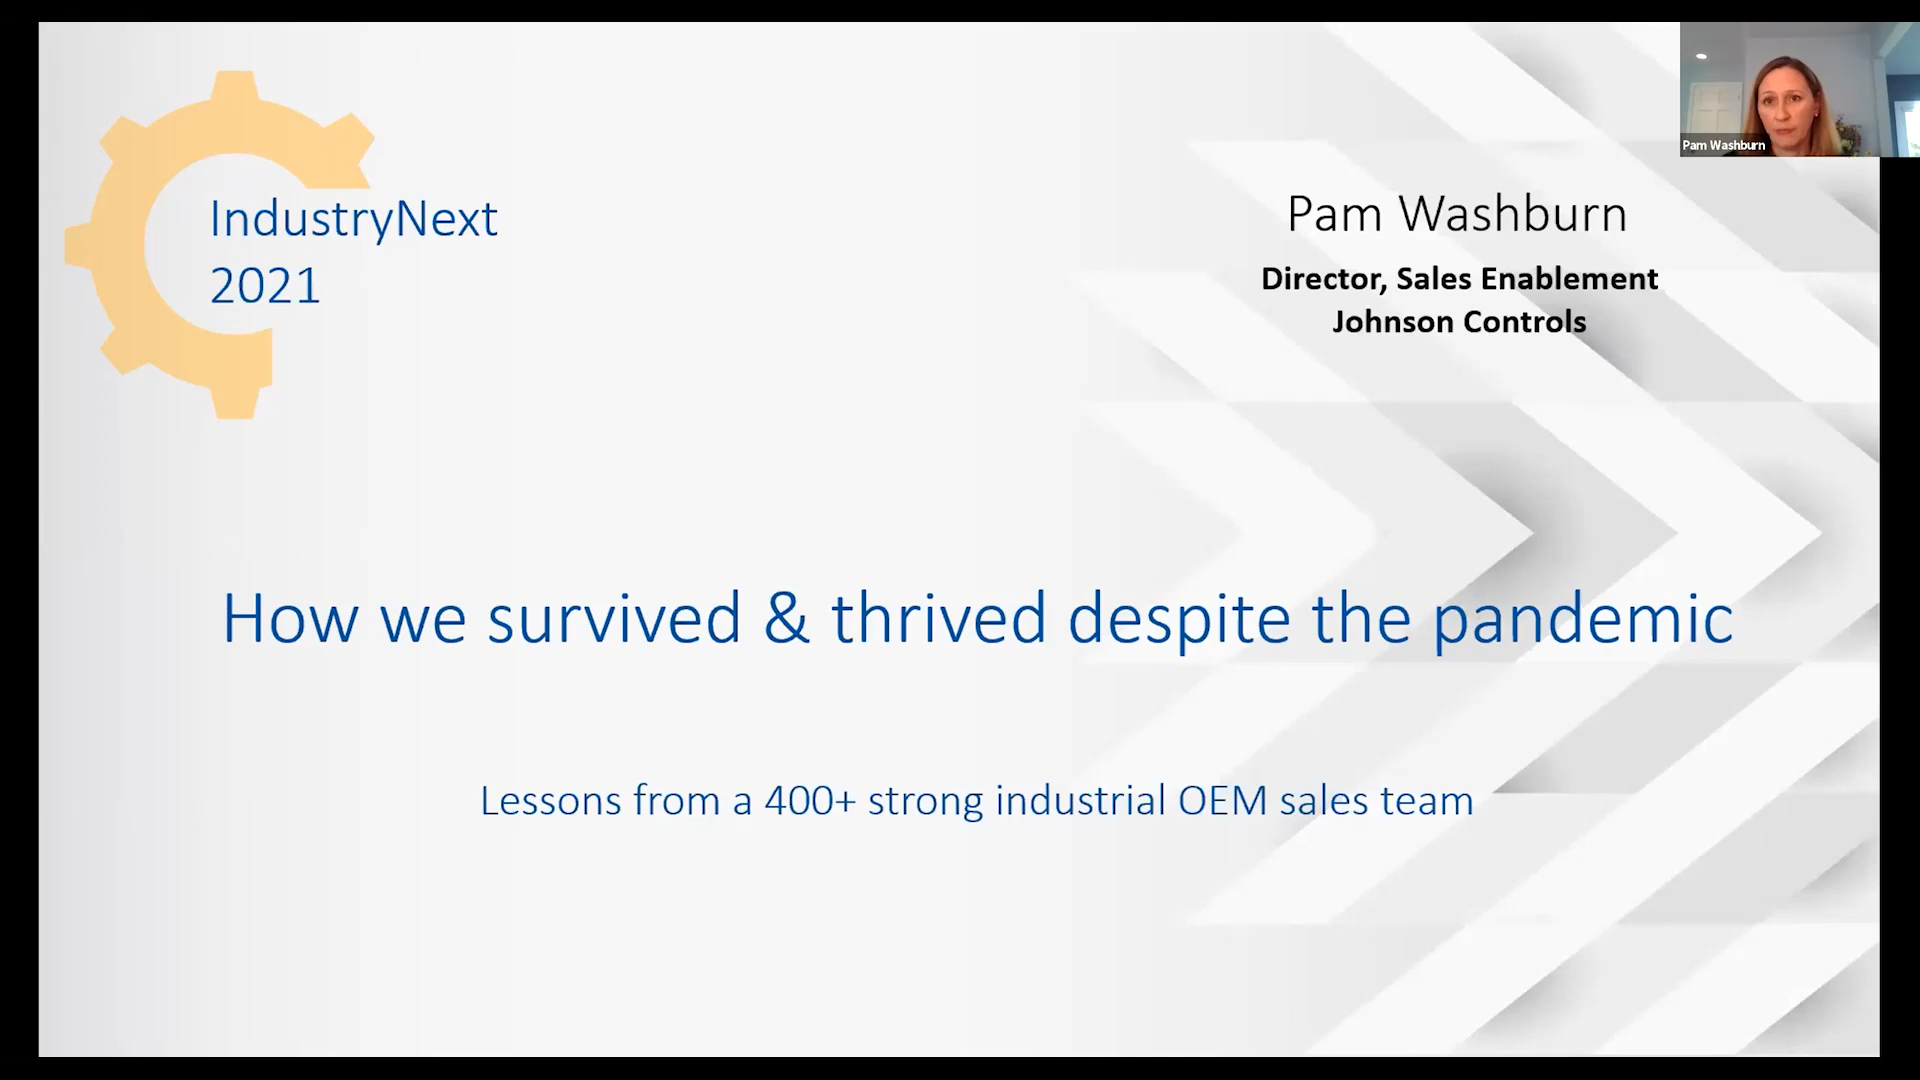 IndustryNext
2021
Pam Washburn
Director, Sales Enablement
Johnson Controls
Pam Washburn
How we survived & thrived despite the pandemic
Lessons from a 400+ strong industrial OEM sales team